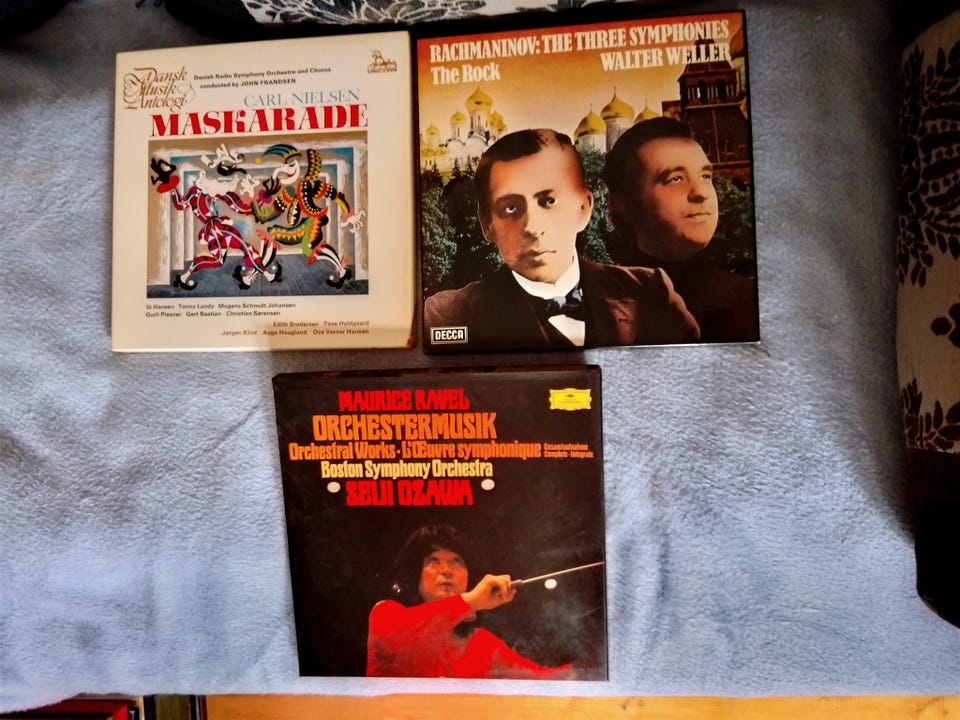 Dansk
Musik
Antologi
Danish Radio Symphony Orchestra and Chorus
conducted by JOHN FRANDSEN
UNICORN
CARL NIELSEN
MASKARADE
Ib Hansen Tonny Landy Mogens Schmidt Johansen
Gurli Plesner Gert Bastian Christian Sørensen
Edith Brodersen Tove Hyldgaard
Jørgen Klint Aage Haugland Ove Verner Hansen
RACHMANINOV: THE THREE SYMPHONIES
The Rock
WALTER WELLER
DECCA
MAURICE RAVEL
ORCHESTERMUSIK
Orchestral Works · L'Œuvre symphonique
Gesamtaufnahme
Complete · Intégrale
Boston Symphony Orchestra
SEIJI OZAWA